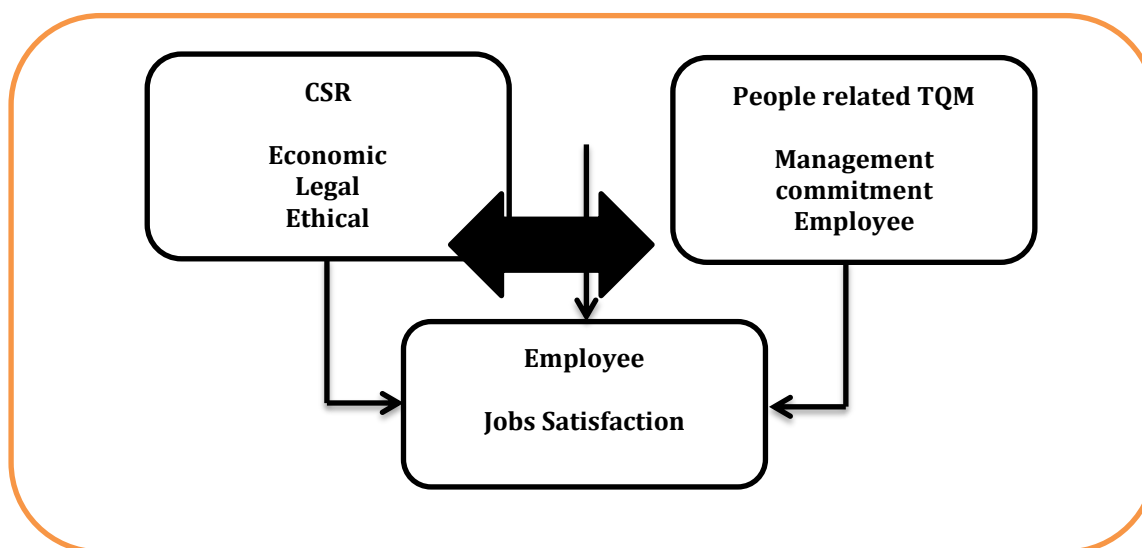 CSR
Economic
Legal
Ethical
People related TQM
Management
commitment
Employee
Employee
Jobs Satisfaction